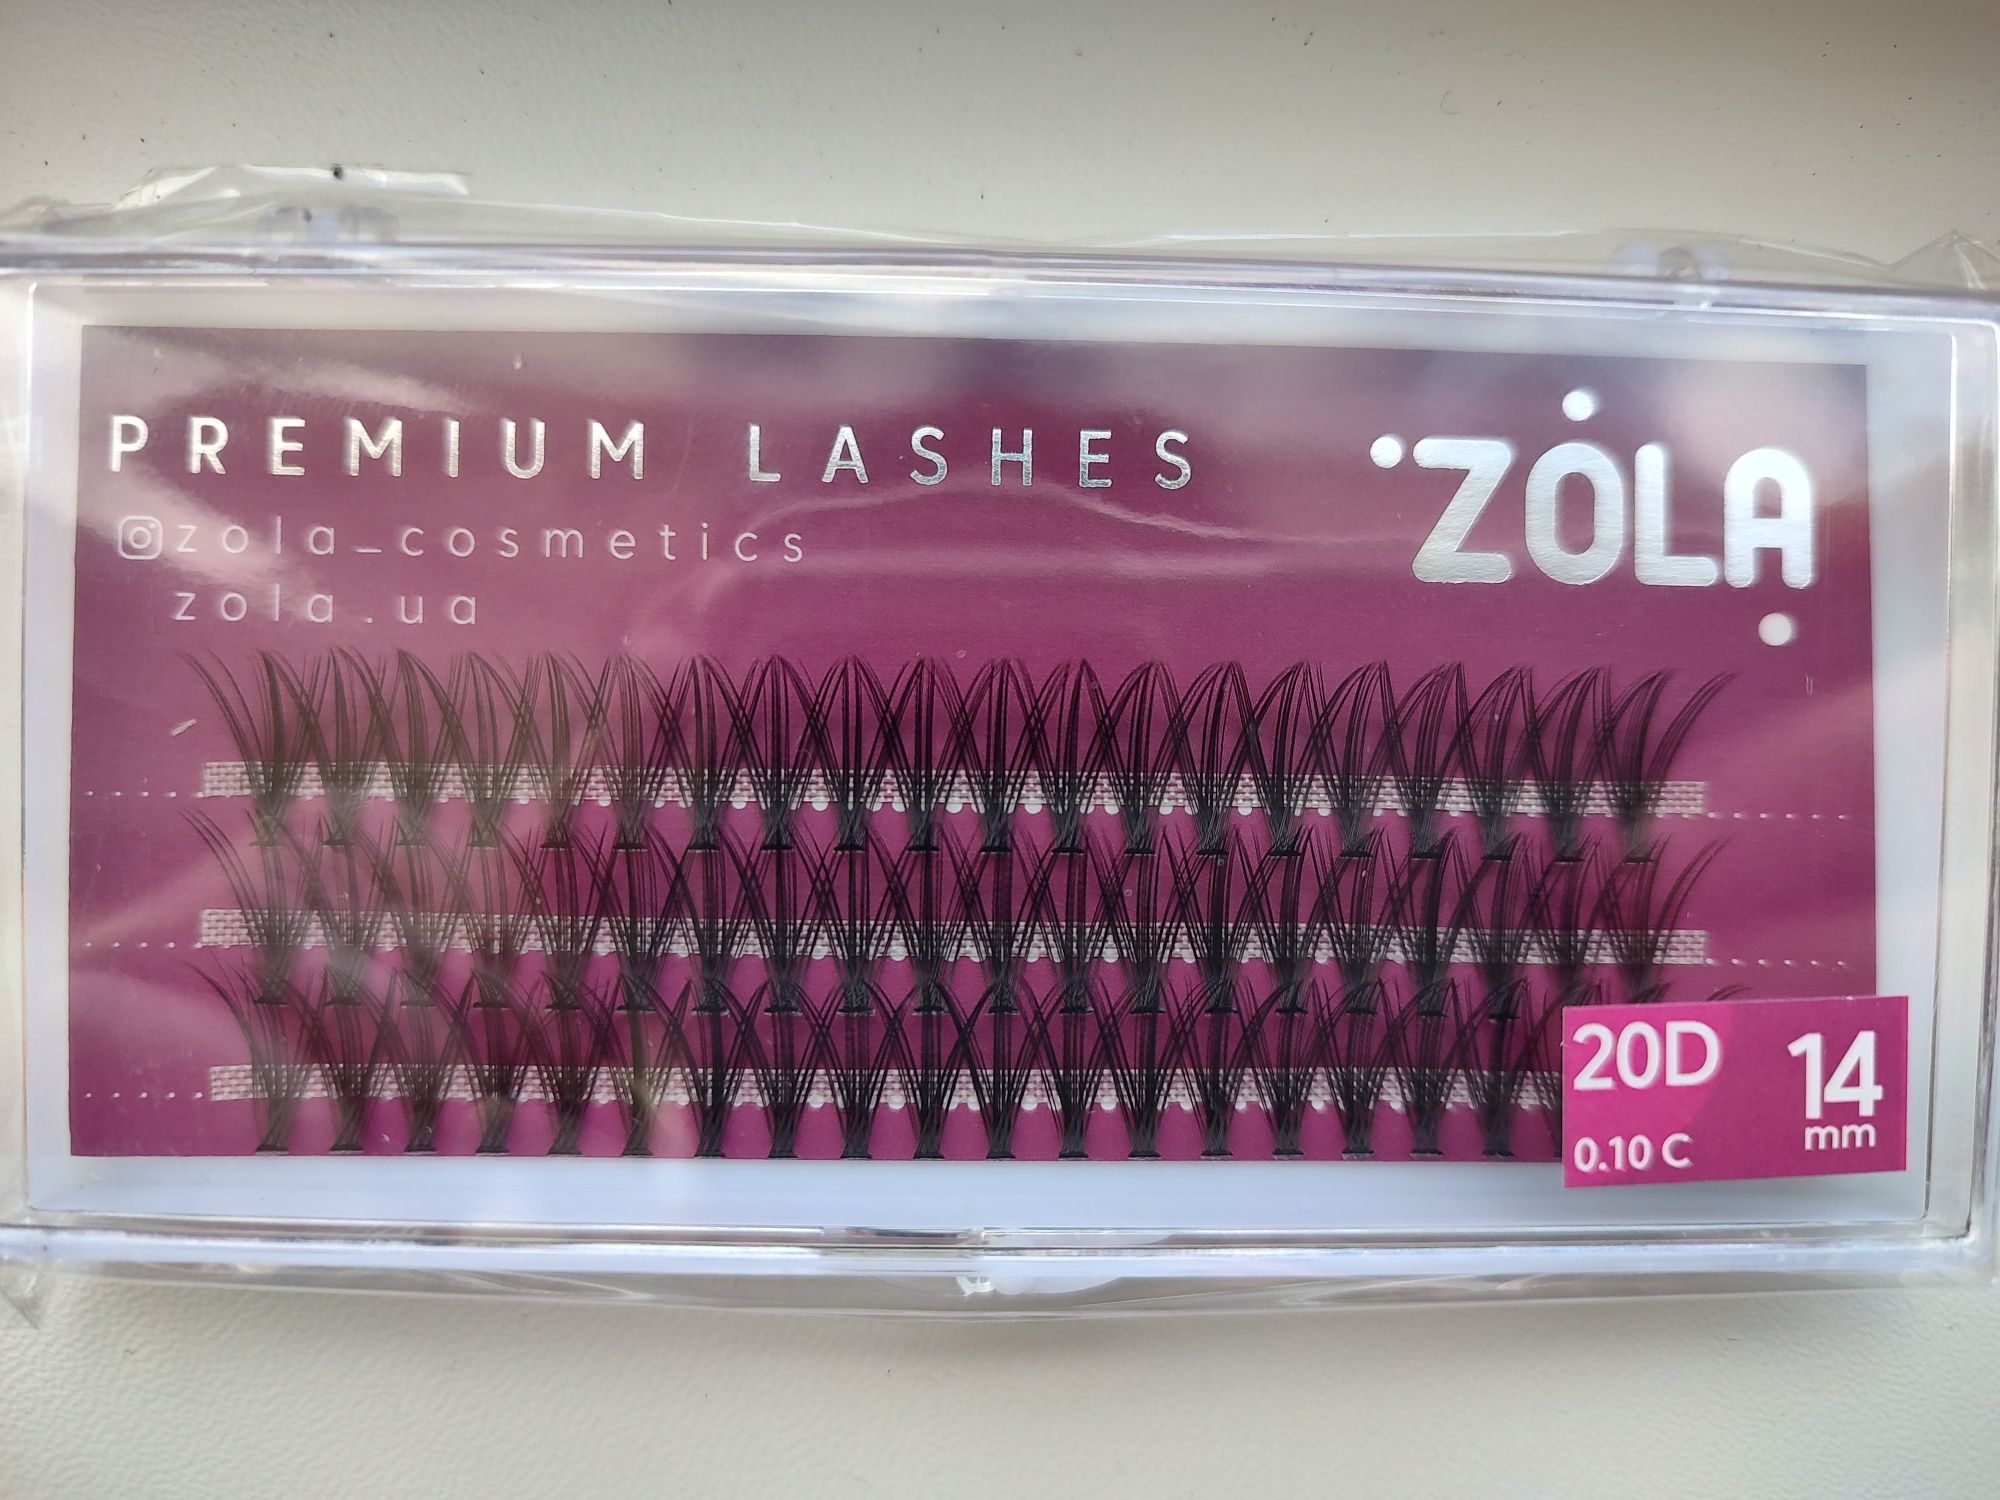 PREMIUM LASHES
zola_cosmetics
zola.ua
ZOLA
20D
14
mm
0.10 C